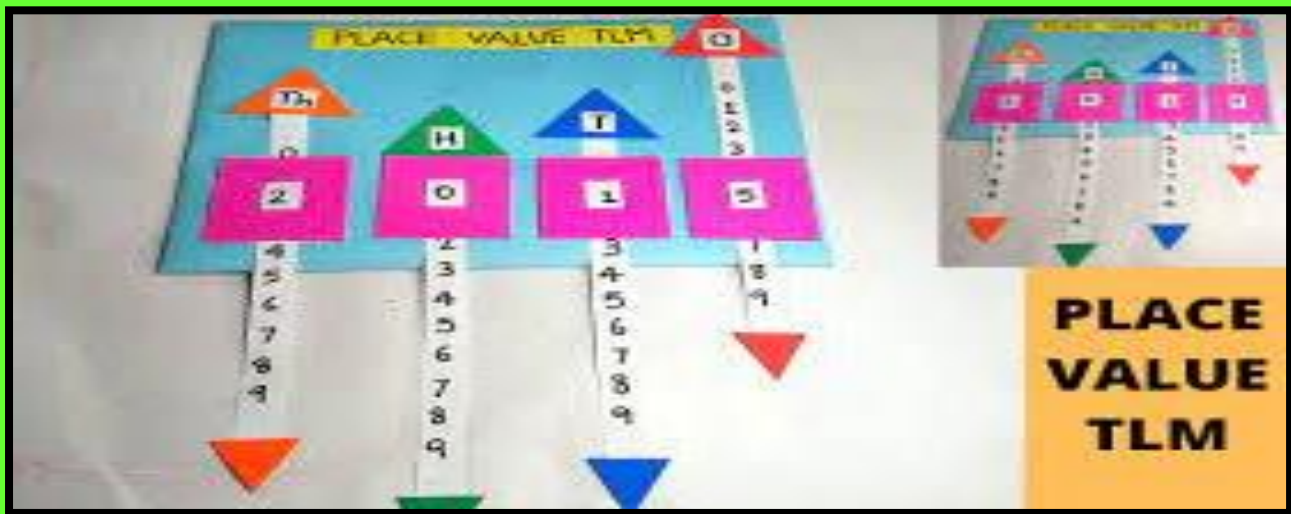 PLACE VALUE TLM
O
Th
H
T
0
0
1
2
3
2 0 1 5
4 2 3 7
5 3 4 8
6 4 5 9
7 5 6
8 6 7
9 7 8
8 9
9
PLACE
VALUE
TLM